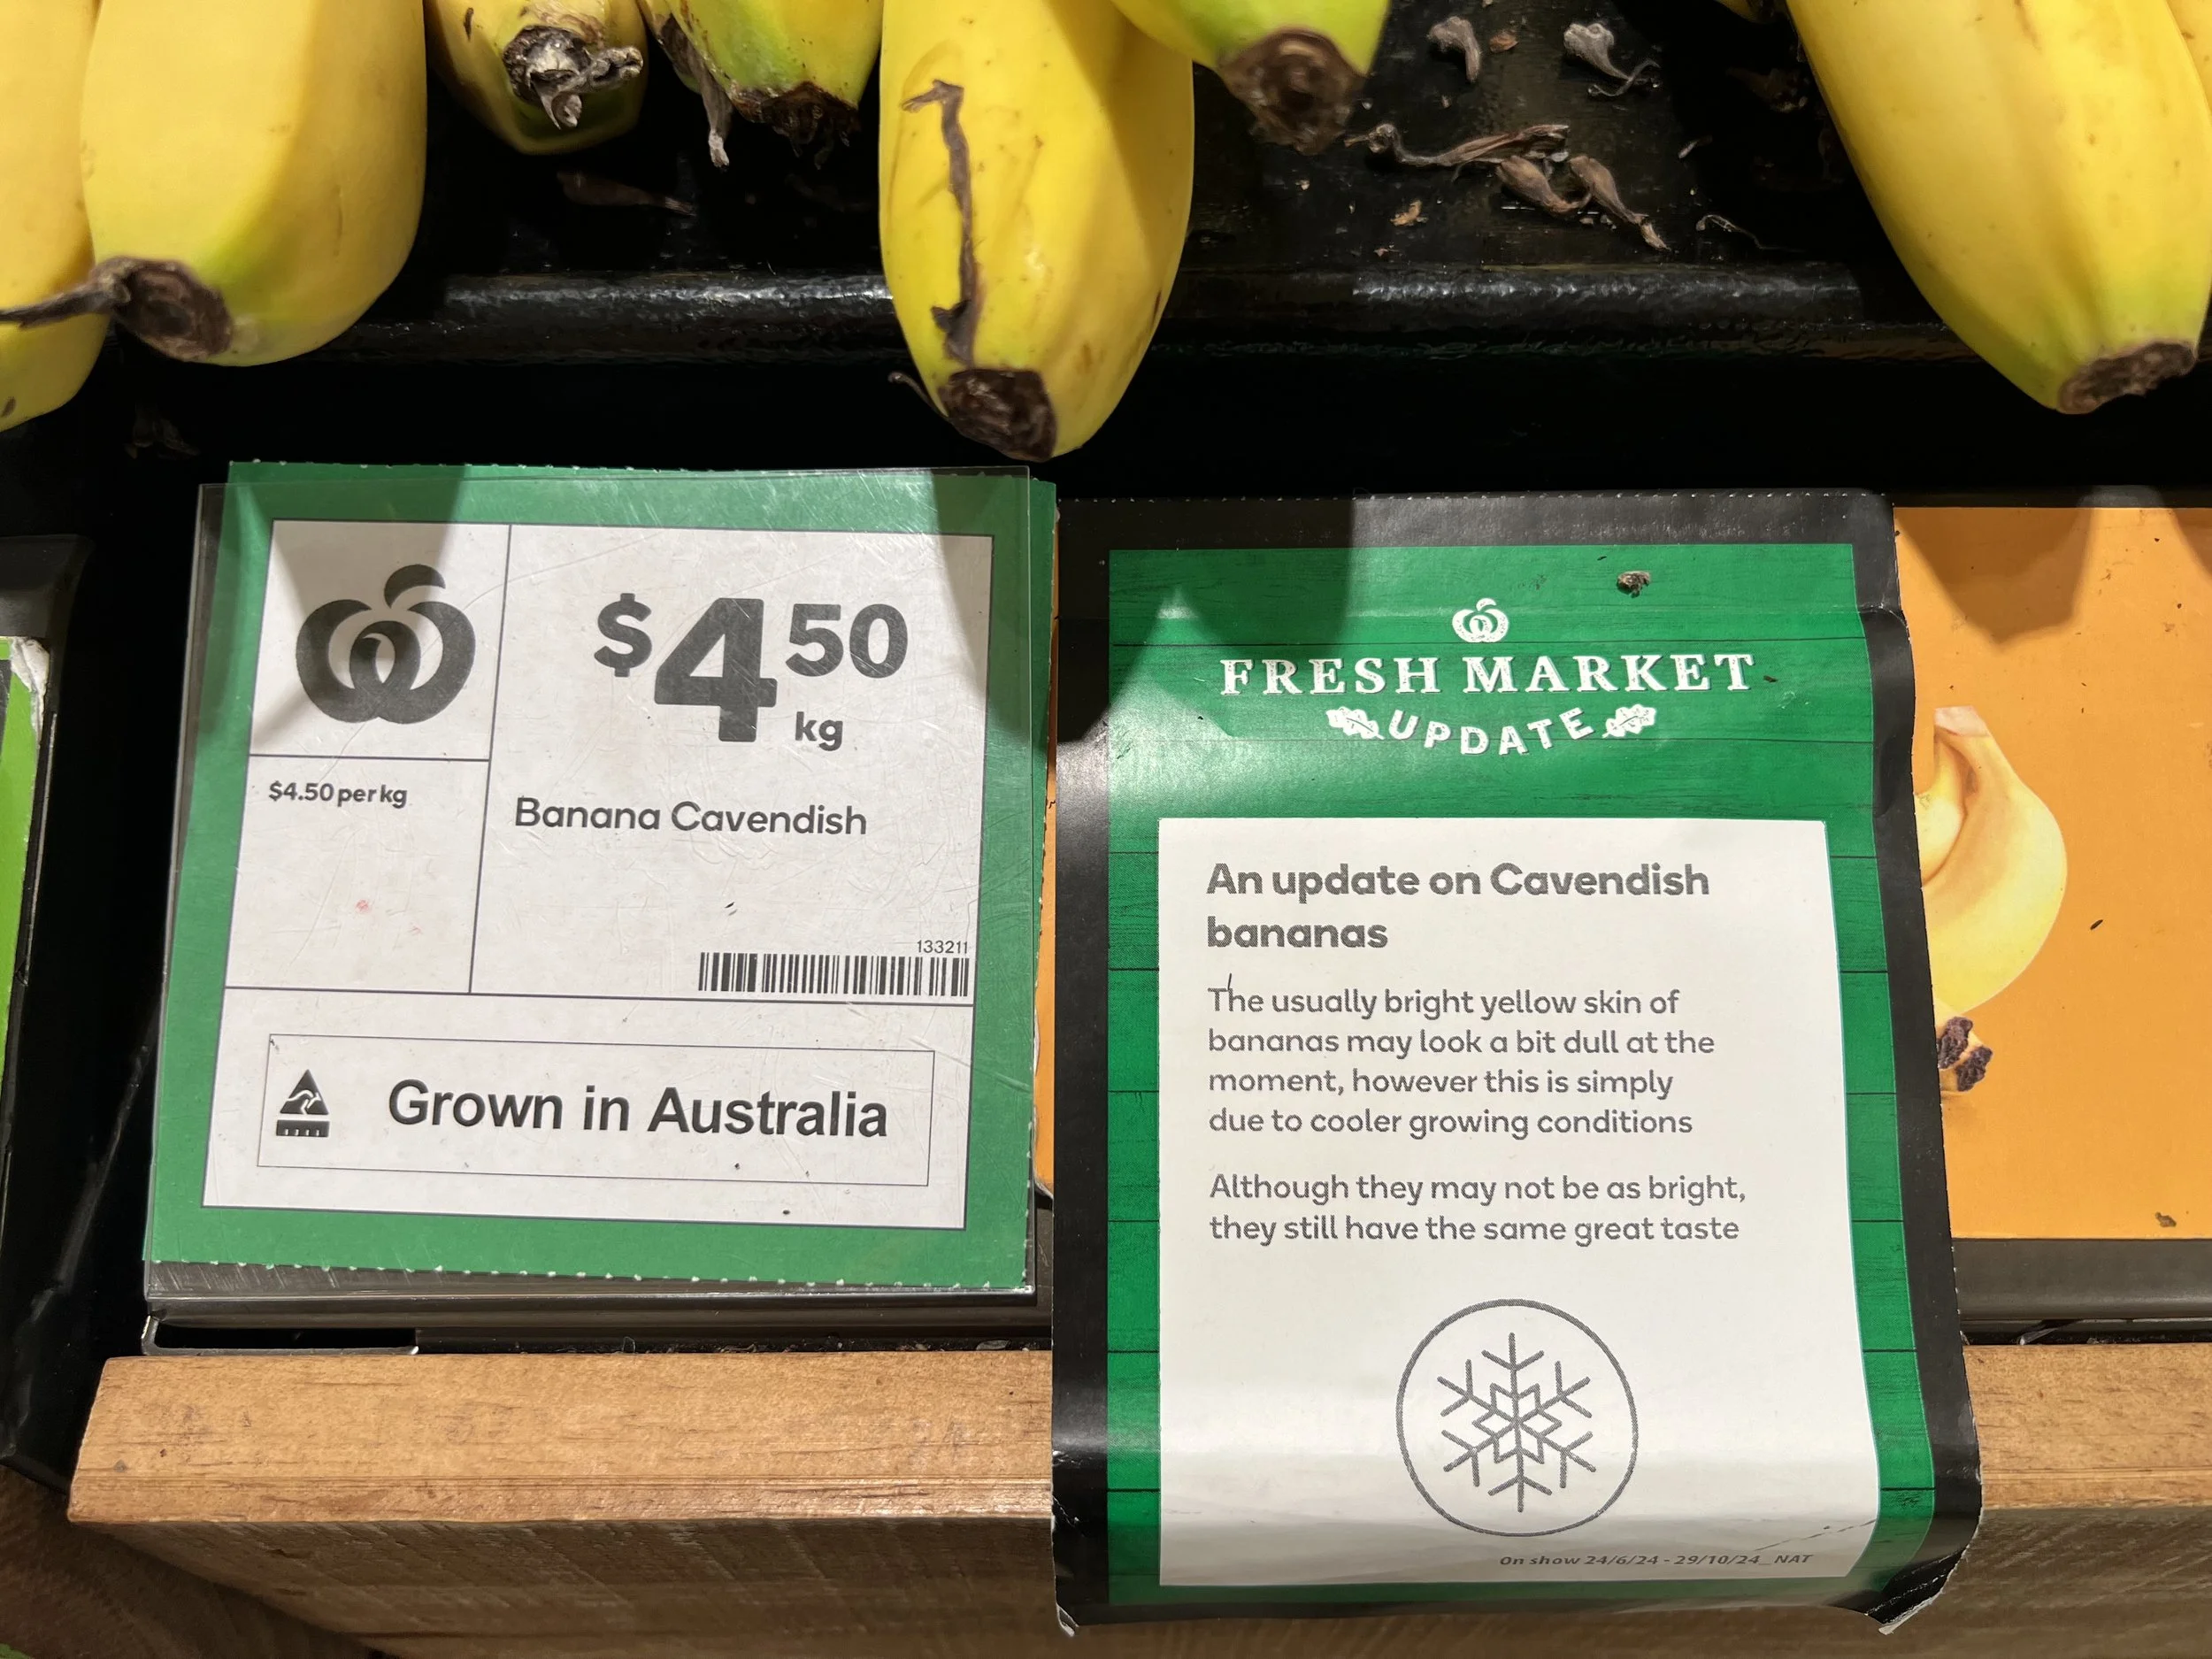 $4.50
kg
$4.50 per kg
Banana Cavendish
133211
Grown in Australia
FRESH MARKET
UPDATE
An update on Cavendish
bananas
The usually bright yellow skin of
bananas may look a bit dull at the
moment, however this is simply
due to cooler growing conditions
Although they may not be as bright,
they still have the same great taste
On show 24/6/24 - 29/10/24_NAT